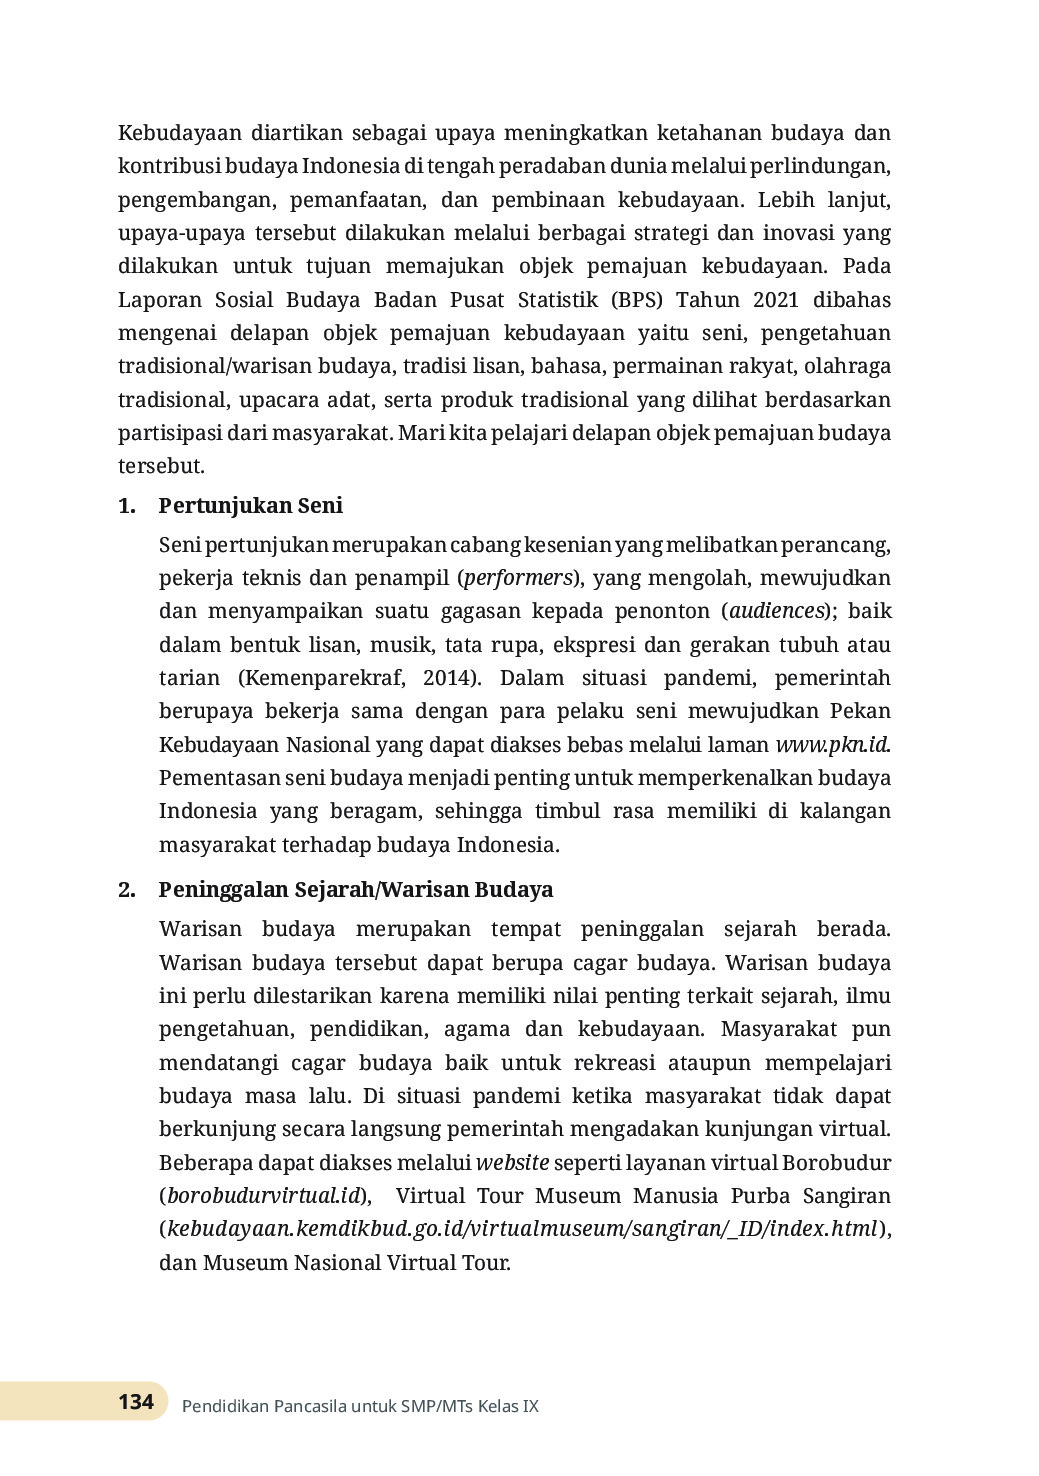 Kebudayaan diartikan sebagai upaya meningkatkan ketahanan budaya dan
kontribusi budaya Indonesia di tengah peradaban dunia melalui perlindungan,
pengembangan, pemanfaatan, dan pembinaan kebudayaan. Lebih lanjut,
upaya-upaya tersebut dilakukan melalui berbagai strategi dan inovasi yang
dilakukan untuk tujuan memajukan objek pemajuan kebudayaan. Pada
Laporan Sosial Budaya Badan Pusat Statistik (BPS) Tahun 2021 dibahas
mengenai delapan objek pemajuan kebudayaan yaitu seni, pengetahuan
tradisional/warisan budaya, tradisi lisan, bahasa, permainan rakyat, olahraga
tradisional, upacara adat, serta produk tradisional yang dilihat berdasarkan
partisipasi dari masyarakat. Mari kita pelajari delapan objek pemajuan budaya
tersebut.
1. Pertunjukan Seni
Seni pertunjukan merupakan cabang kesenian yang melibatkan perancang,
pekerja teknis dan penampil (performers), yang mengolah, mewujudkan
dan menyampaikan suatu gagasan kepada penonton (audiences); baik
dalam bentuk lisan, musik, tata rupa, ekspresi dan gerakan tubuh atau
tarian (Kemenparekraf, 2014). Dalam situasi pandemi, pemerintah
berupaya bekerja sama dengan para pelaku seni mewujudkan Pekan
Kebudayaan Nasional yang dapat diakses bebas melalui laman www.pkn.id.
Pementasan seni budaya menjadi penting untuk memperkenalkan budaya
Indonesia yang beragam, sehingga timbul rasa memiliki di kalangan
masyarakat terhadap budaya Indonesia.
2. Peninggalan Sejarah/Warisan Budaya
Warisan budaya merupakan tempat peninggalan sejarah berada.
Warisan budaya tersebut dapat berupa cagar budaya. Warisan budaya
ini perlu dilestarikan karena memiliki nilai penting terkait sejarah, ilmu
pengetahuan, pendidikan, agama dan kebudayaan. Masyarakat pun
mendatangi cagar budaya baik untuk rekreasi ataupun mempelajari
budaya masa lalu. Di situasi pandemi ketika masyarakat tidak dapat
berkunjung secara langsung pemerintah mengadakan kunjungan virtual.
Beberapa dapat diakses melalui website seperti layanan virtual Borobudur
(borobudurvirtual.id), Virtual Tour Museum Manusia Purba Sangiran
(kebudayaan.kemdikbud.go.id/virtualmuseum/sangiran/_ID/index.html),
dan Museum Nasional Virtual Tour.
134 Pendidikan Pancasila untuk SMP/MTs Kelas IX